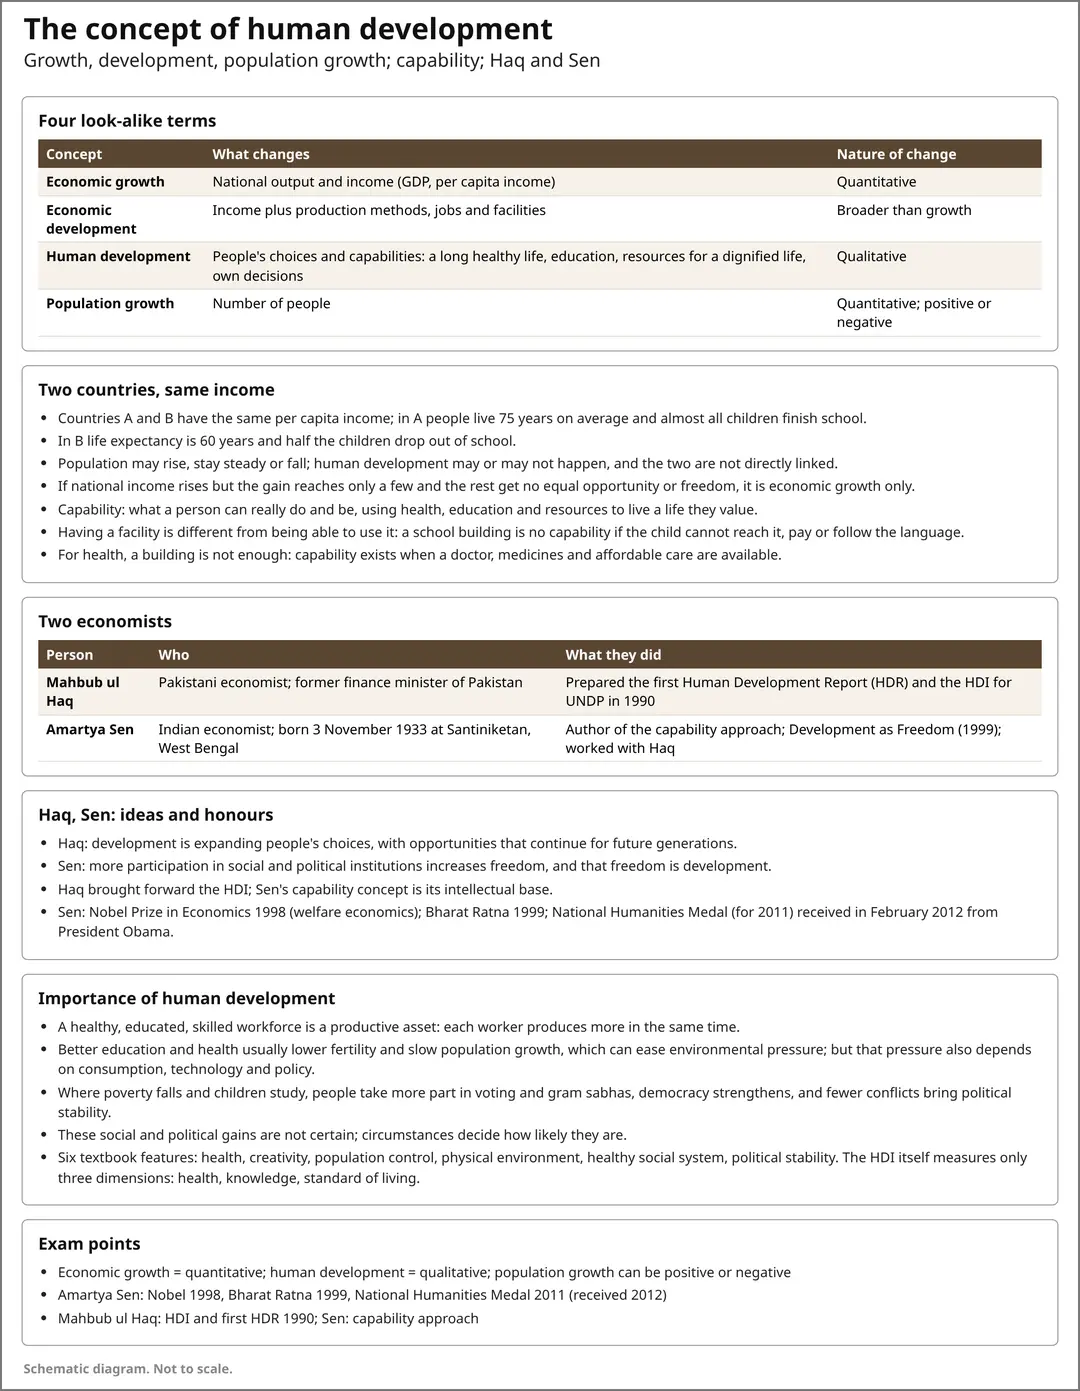 The concept of human development
Growth, development, population growth; capability; Haq and Sen
Four look-alike terms
Concept What changes Nature of change
Economic growth National output and income (GDP, per capita income) Quantitative
Economic Income plus production methods, jobs and facilities Broader than growth
development
Human development People's choices and capabilities: a long healthy life, education, resources for a dignified life, Qualitative
own decisions
Population growth Number of people Quantitative; positive or
negative
Two countries, same income
• Countries A and B have the same per capita income; in A people live 75 years on average and almost all children finish school.
• In B life expectancy is 60 years and half the children drop out of school.
• Population may rise, stay steady or fall; human development may or may not happen, and the two are not directly linked.
• If national income rises but the gain reaches only a few and the rest get no equal opportunity or freedom, it is economic growth only.
• Capability: what a person can really do and be, using health, education and resources to live a life they value.
• Having a facility is different from being able to use it: a school building is no capability if the child cannot reach it, pay or follow the language.
• For health, a building is not enough: capability exists when a doctor, medicines and affordable care are available.
Two economists
Person Who What they did
Mahbub ul Pakistani economist; former finance minister of Pakistan Prepared the first Human Development Report (HDR) and the HDI for
Haq UNDP in 1990
Amartya Sen Indian economist; born 3 November 1933 at Santiniketan, Author of the capability approach; Development as Freedom (1999);
West Bengal worked with Haq
Haq, Sen: ideas and honours
• Haq: development is expanding people's choices, with opportunities that continue for future generations.
• Sen: more participation in social and political institutions increases freedom, and that freedom is development.
• Haq brought forward the HDI; Sen's capability concept is its intellectual base.
• Sen: Nobel Prize in Economics 1998 (welfare economics); Bharat Ratna 1999; National Humanities Medal (for 2011) received in February 2012 from
President Obama.
Importance of human development
• A healthy, educated, skilled workforce is a productive asset: each worker produces more in the same time.
• Better education and health usually lower fertility and slow population growth, which can ease environmental pressure; but that pressure also depends
on consumption, technology and policy.
• Where poverty falls and children study, people take more part in voting and gram sabhas, democracy strengthens, and fewer conflicts bring political
stability.
• These social and political gains are not certain; circumstances decide how likely they are.
• Six textbook features: health, creativity, population control, physical environment, healthy social system, political stability. The HDI itself measures only
three dimensions: health, knowledge, standard of living.
Exam points
• Economic growth = quantitative; human development = qualitative; population growth can be positive or negative
• Amartya Sen: Nobel 1998, Bharat Ratna 1999, National Humanities Medal 2011 (received 2012)
• Mahbub ul Haq: HDI and first HDR 1990; Sen: capability approach
Schematic diagram. Not to scale.